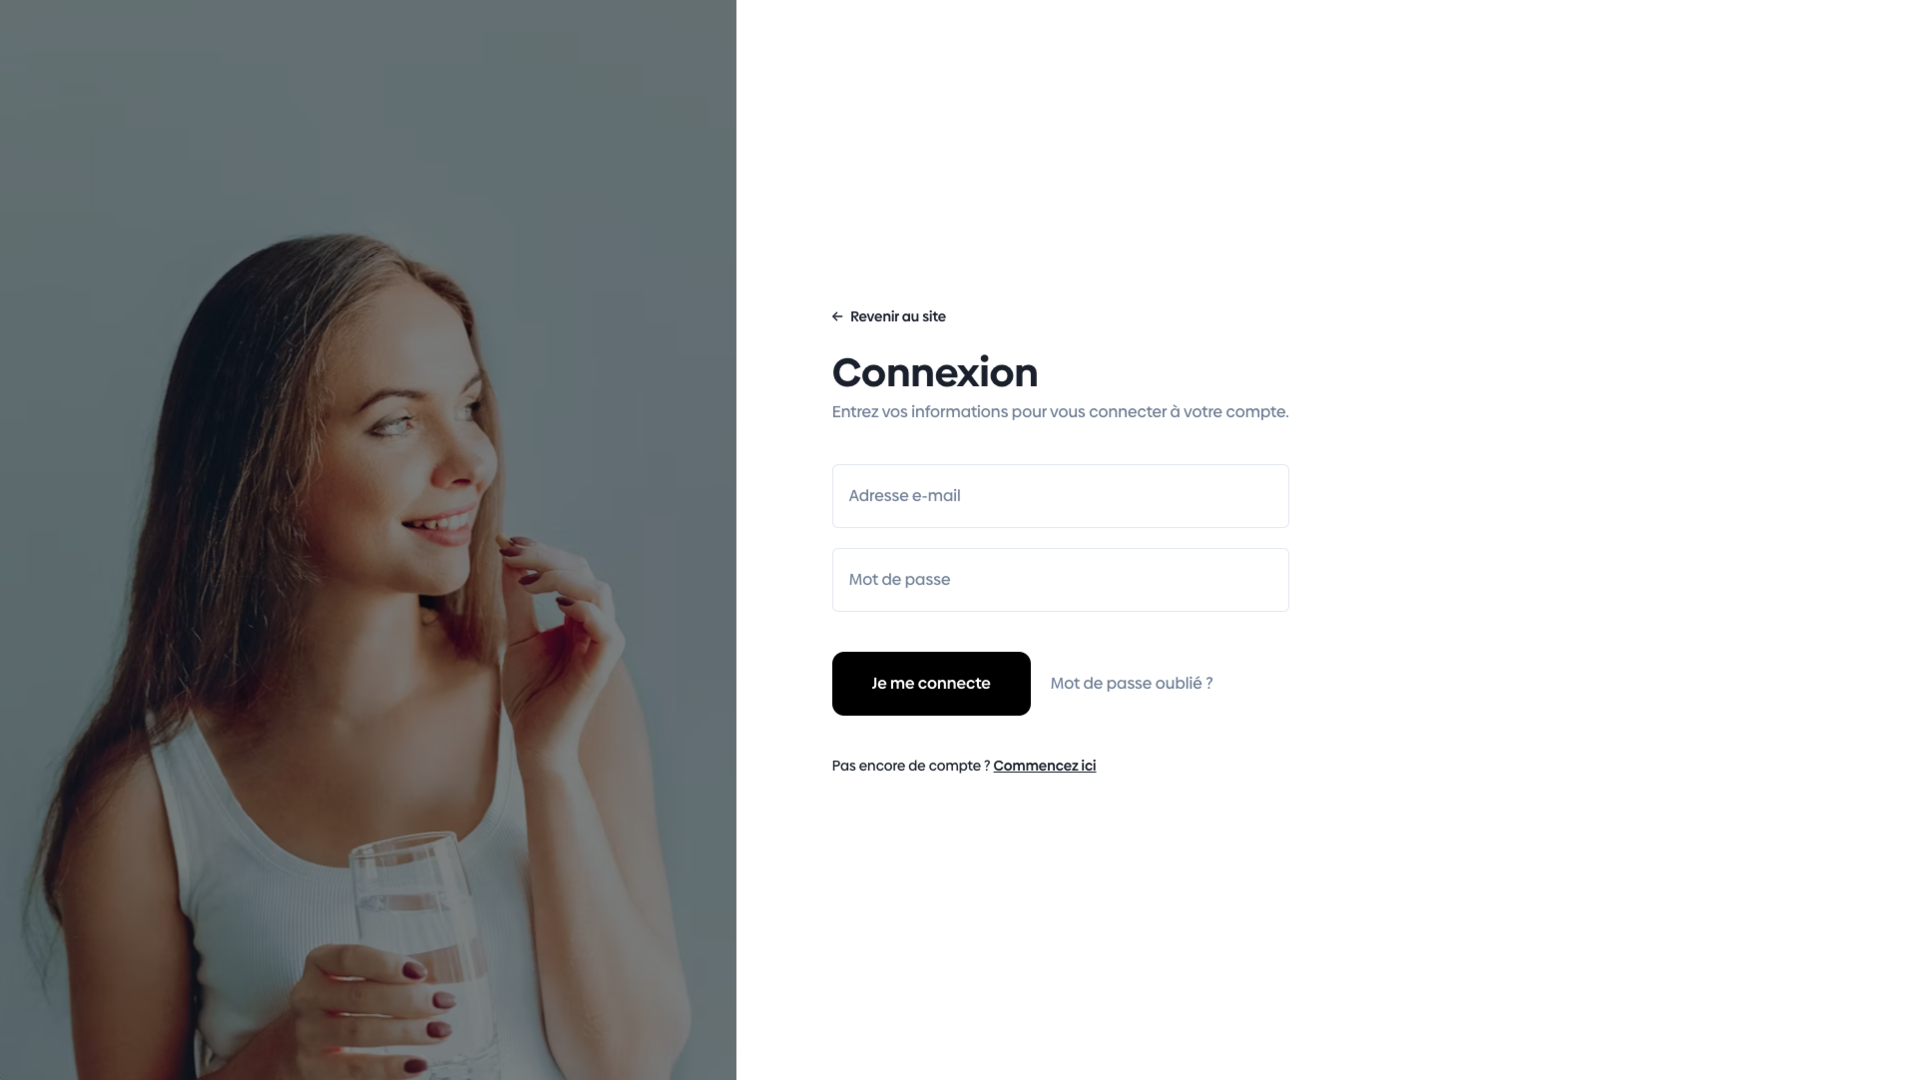 Revenir au site
Connexion
Entrez vos informations pour vous connecter à votre compte.
Adresse e-mail
Mot de passe
Je me connecte
Mot de passe oublié ?
Pas encore de compte ? Commencez ici